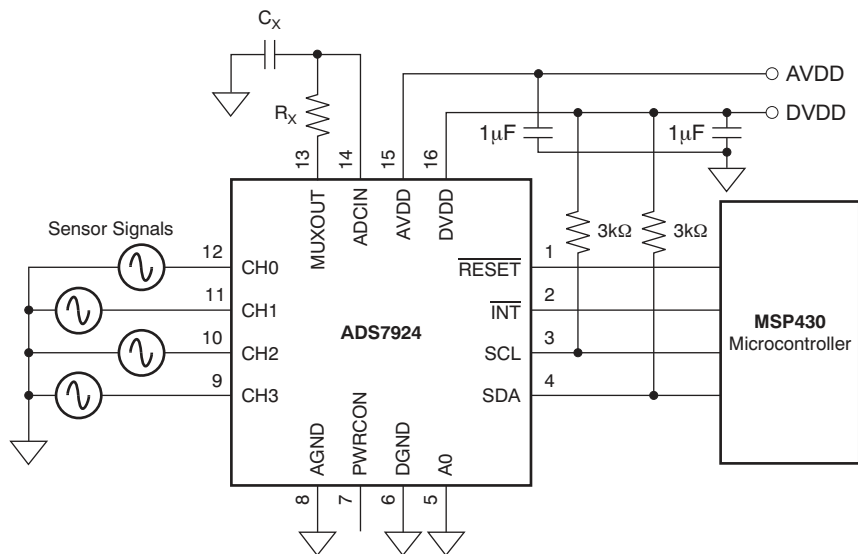 CX
AVDD
DVDD
RX
1μF
1μF
13
14
15
16
MUXOUT
ADCIN
AVDD
DVDD
3kΩ
3kΩ
Sensor Signals
12
CH0
RESET
1
11
CH1
INT
2
10
CH2
ADS7924
SCL
3
9
CH3
SDA
4
MSP430
Microcontroller
AGND
PWRCON
DGND
A0
8
7
6
5